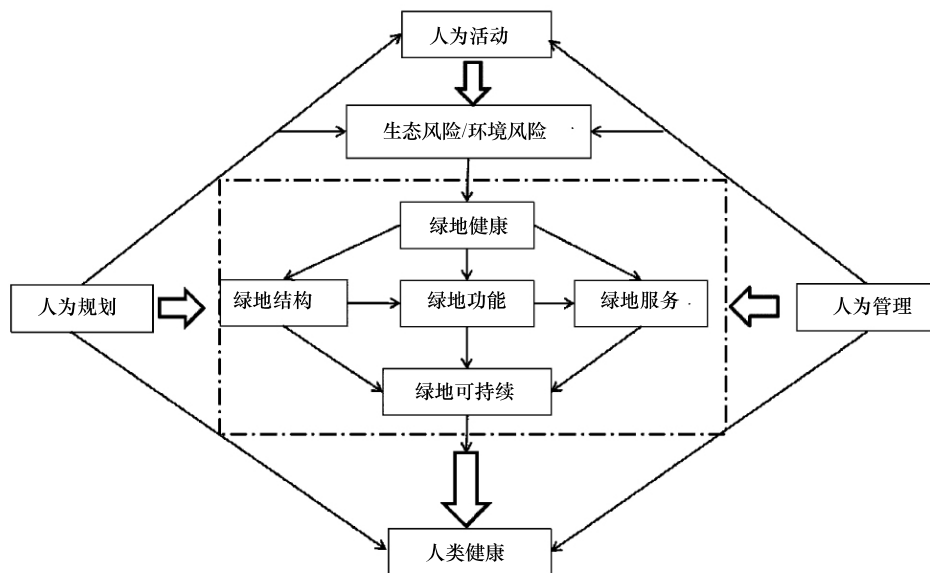 人为活动
生态风险/环境风险
绿地健康
人为规划
绿地结构
绿地功能
绿地服务
人为管理
绿地可持续
人类健康